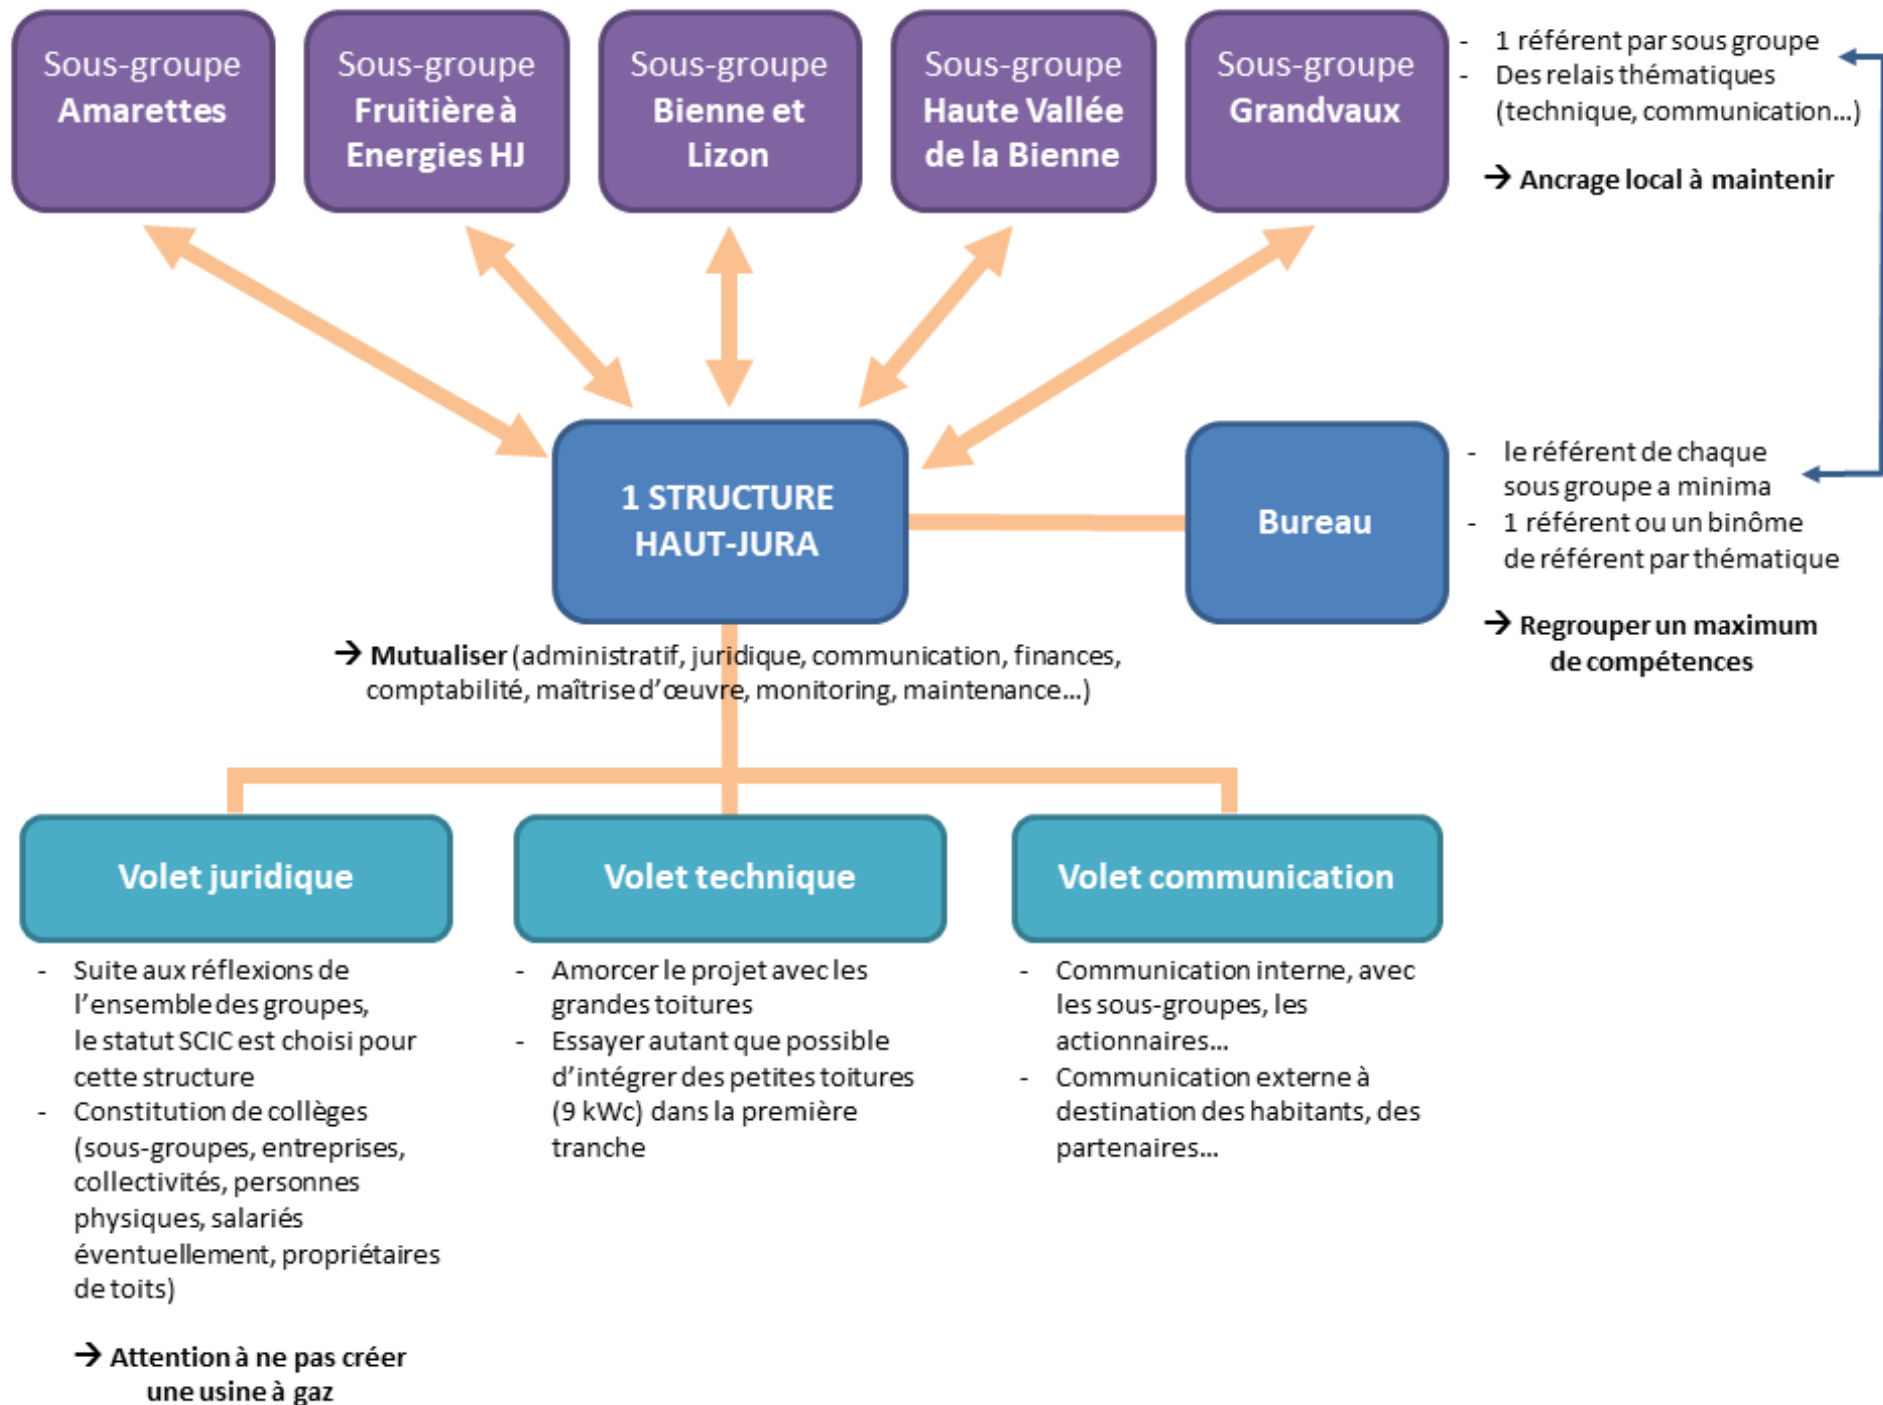 Sous-groupe
Amarettes
Sous-groupe
Fruitière à
Energies HJ
Sous-groupe
Bienne et
Lizon
Sous-groupe
Haute Vallée
de la Bienne
Sous-groupe
Grandvaux
- 1 référent par sous groupe
- Des relais thématiques
(technique, communication...)
→ Ancrage local à maintenir
1 STRUCTURE
HAUT-JURA
Bureau
- le référent de chaque
sous groupe a minima
- 1 référent ou un binôme
de référent par thématique
→ Regrouper un maximum
de compétences
→ Mutualiser (administratif, juridique, communication, finances,
comptabilité, maîtrise d'œuvre, monitoring, maintenance...)
Volet juridique
- Suite aux réflexions de
l'ensemble des groupes,
le statut SCIC est choisi pour
cette structure
- Constitution de collèges
(sous-groupes, entreprises,
collectivités, personnes
physiques, salariés
éventuellement, propriétaires
de toits)
→ Attention à ne pas créer
une usine à gaz
Volet technique
- Amorcer le projet avec les
grandes toitures
- Essayer autant que possible
d'intégrer des petites toitures
(9 kWc) dans la première
tranche
Volet communication
- Communication interne, avec
les sous-groupes, les
actionnaires...
- Communication externe à
destination des habitants, des
partenaires...